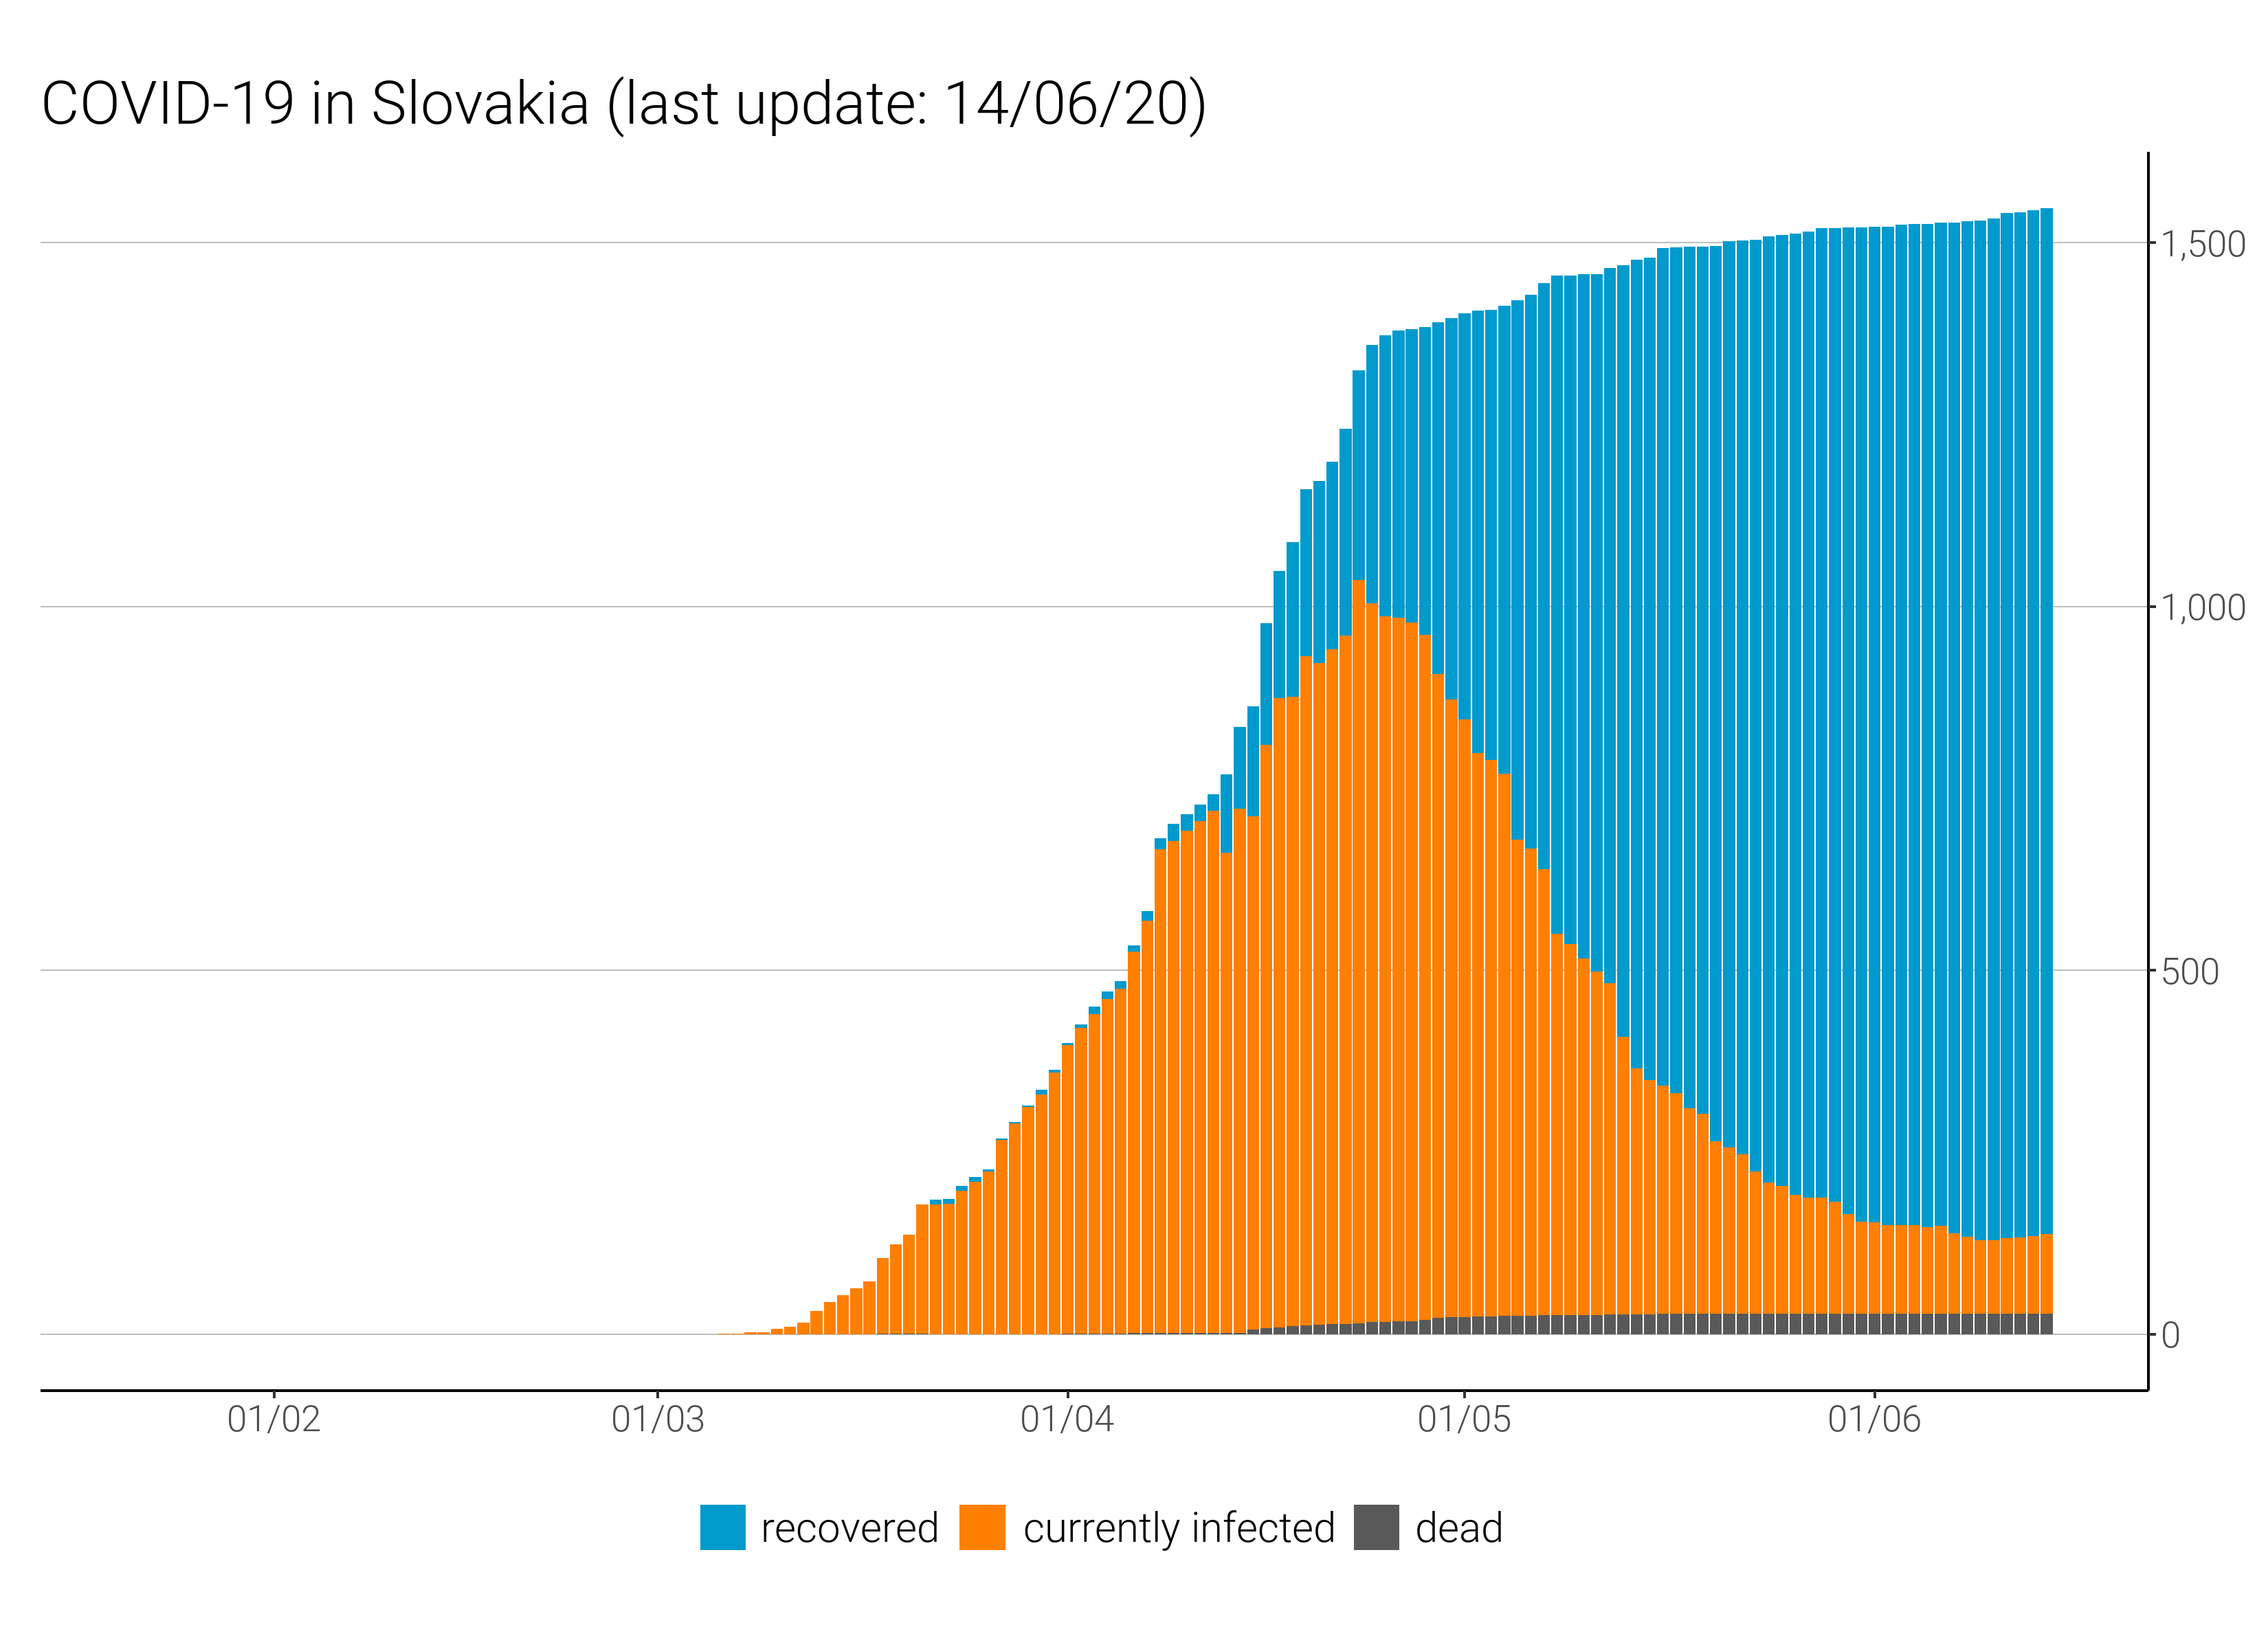 COVID-19 in Slovakia (last update: 14/06/20)
1,500
1,000
500
0
01/02 01/03 01/04 01/05 01/06
recovered currently infected dead